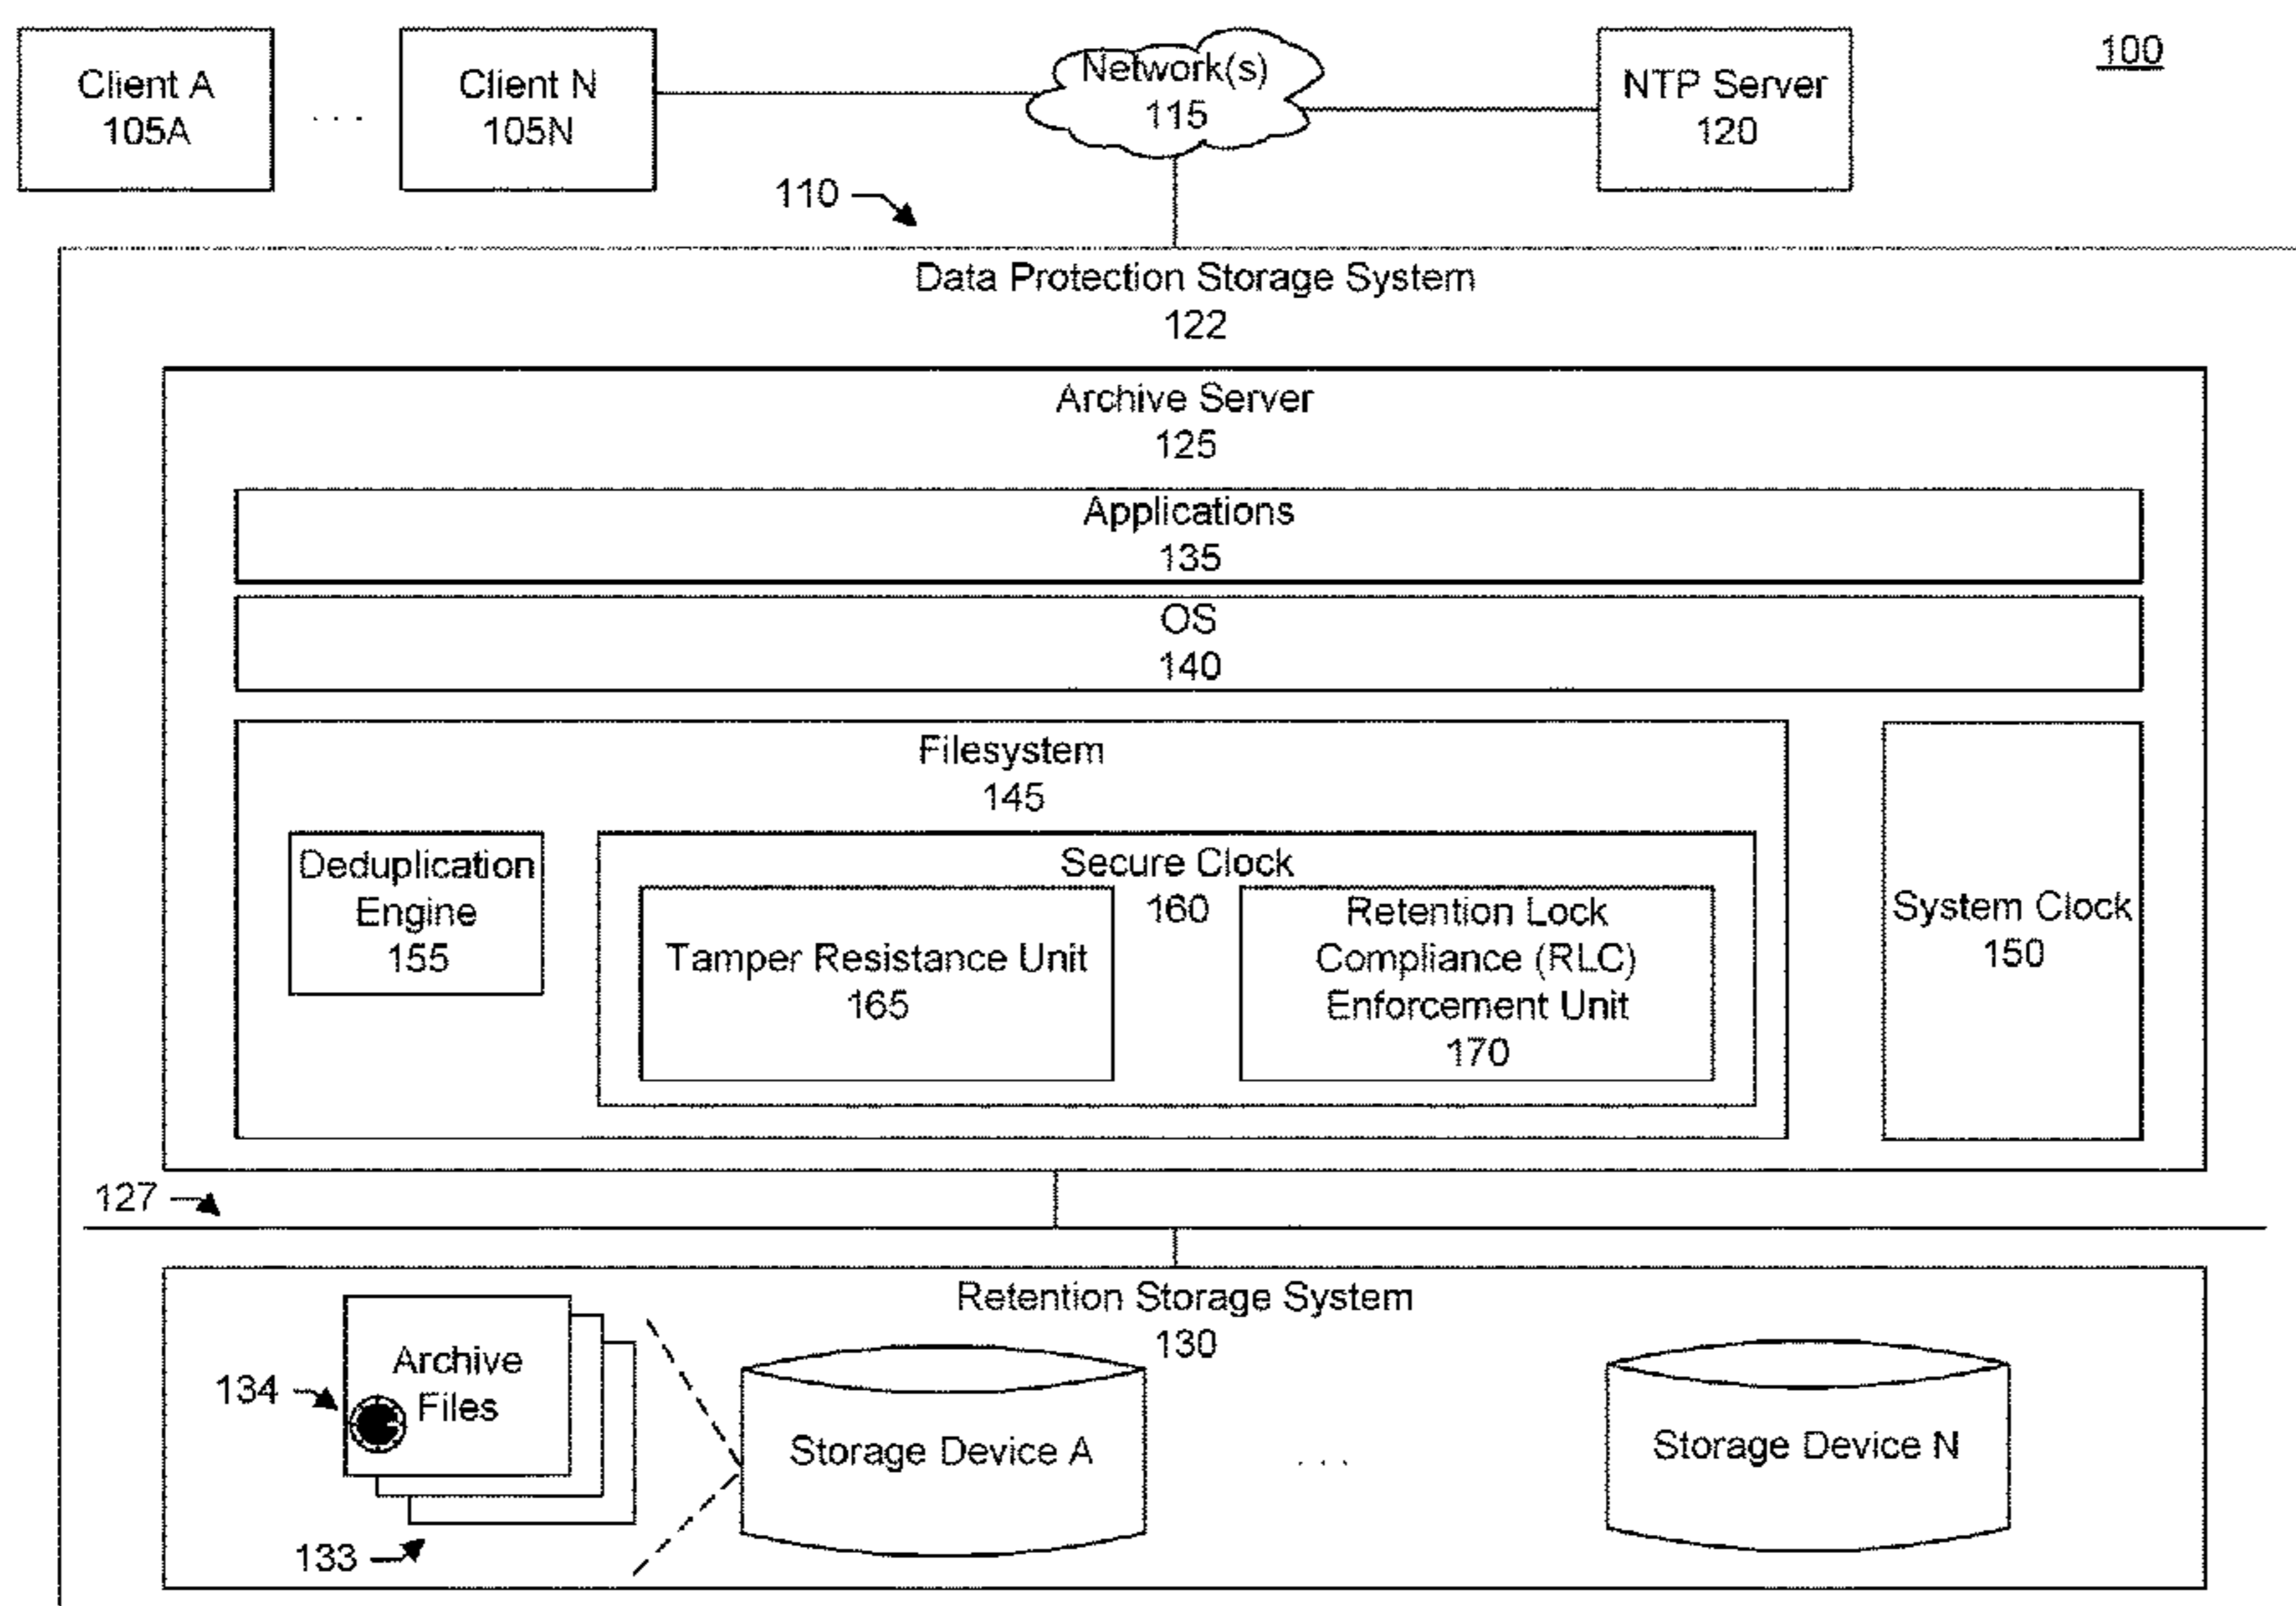 Client A
105A
. . .
Client N
105N
Network(s)
115
NTP Server
120
100
110
Data Protection Storage System
122
Archive Server
125
Applications
135
OS
140
Filesystem
145
Deduplication
Engine
155
Secure Clock
160
Tamper Resistance Unit
165
Retention Lock
Compliance (RLC)
Enforcement Unit
170
System Clock
150
127
Retention Storage System
130
Archive
Files
134
133
Storage Device A
. . .
Storage Device N